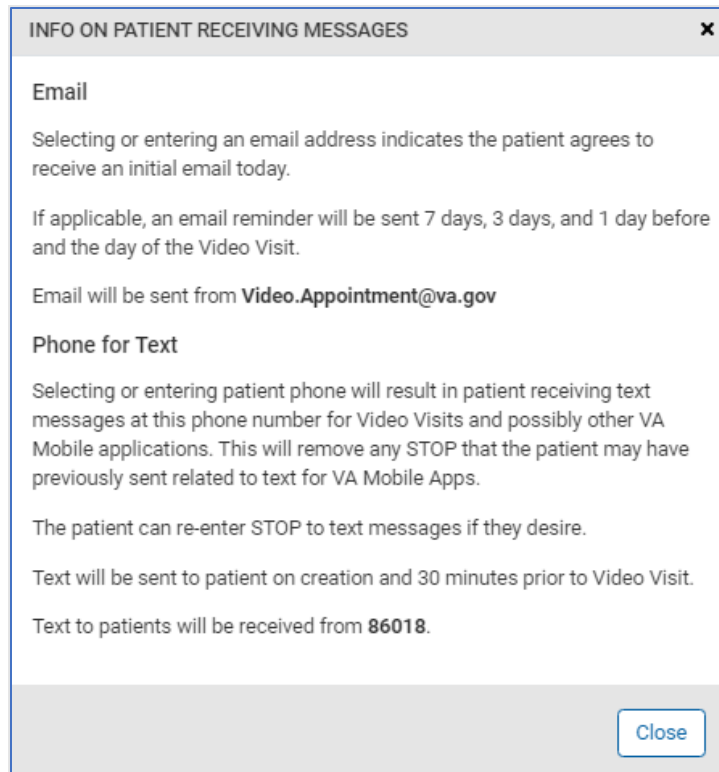 INFO ON PATIENT RECEIVING MESSAGES
Email
Selecting or entering an email address indicates the patient agrees to
receive an initial email today.
If applicable, an email reminder will be sent 7 days, 3 days, and 1 day before
and the day of the Video Visit.
Email will be sent from Video.Appointment@va.gov
Phone for Text
Selecting or entering patient phone will result in patient receiving text
messages at this phone number for Video Visits and possibly other VA
Mobile applications. This will remove any STOP that the patient may have
previously sent related to text for VA Mobile Apps.
The patient can re-enter STOP to text messages if they desire.
Text will be sent to patient on creation and 30 minutes prior to Video Visit.
Text to patients will be received from 86018.
Close